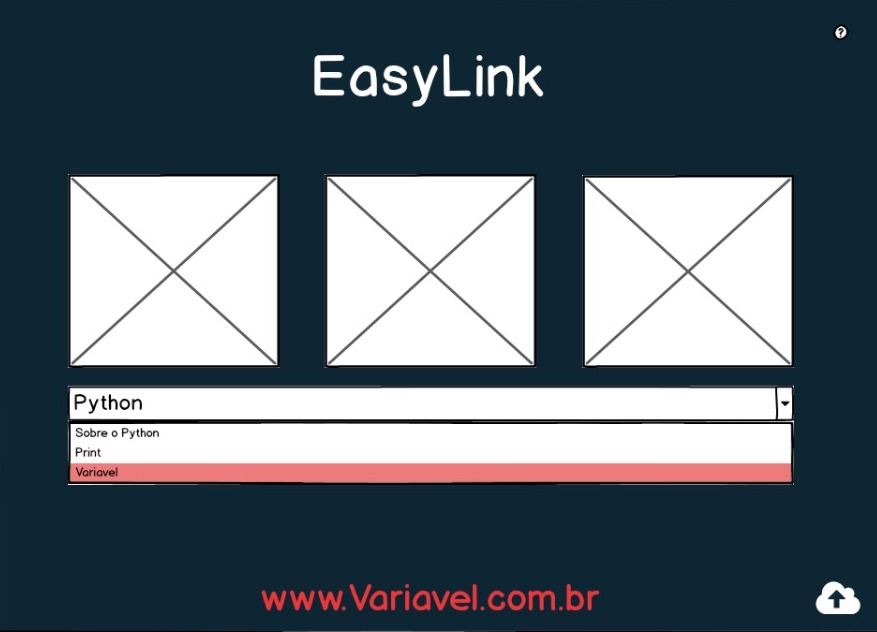 ?
EasyLink
Python
Sobre o Python
Print
Variavel
www.Variavel.com.br